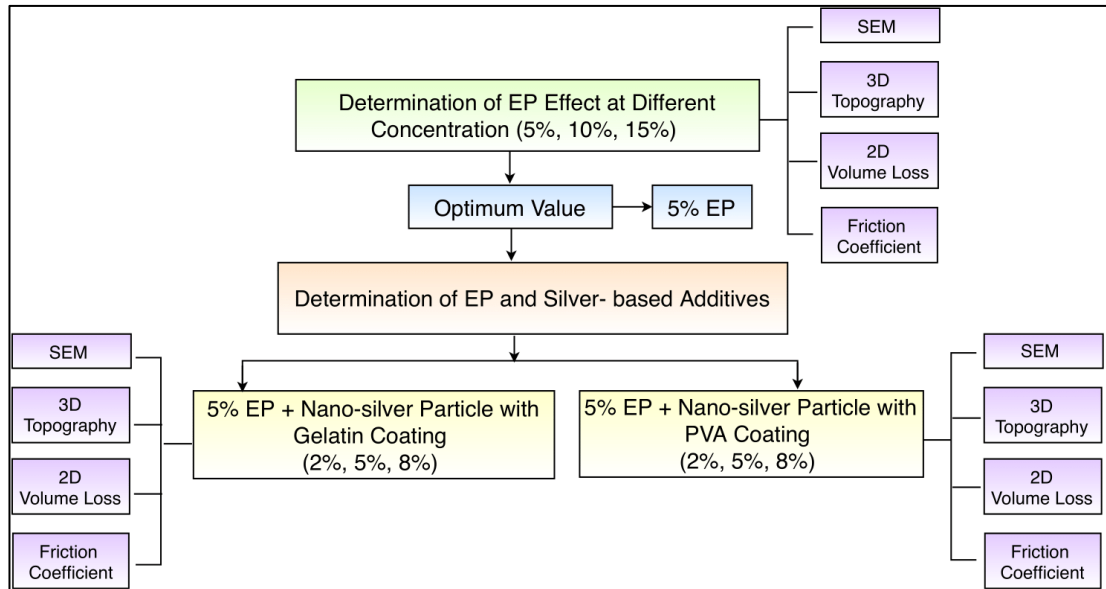 SEM
3D
Topography
2D
Volume Loss
Friction
Coefficient
Determination of EP Effect at Different
Concentration (5%, 10%, 15%)
Optimum Value
5% EP
Determination of EP and Silver- based Additives
SEM
3D
Topography
2D
Volume Loss
Friction
Coefficient
5% EP + Nano-silver Particle with
Gelatin Coating
(2%, 5%, 8%)
5% EP + Nano-silver Particle with
PVA Coating
(2%, 5%, 8%)
SEM
3D
Topography
2D
Volume Loss
Friction
Coefficient